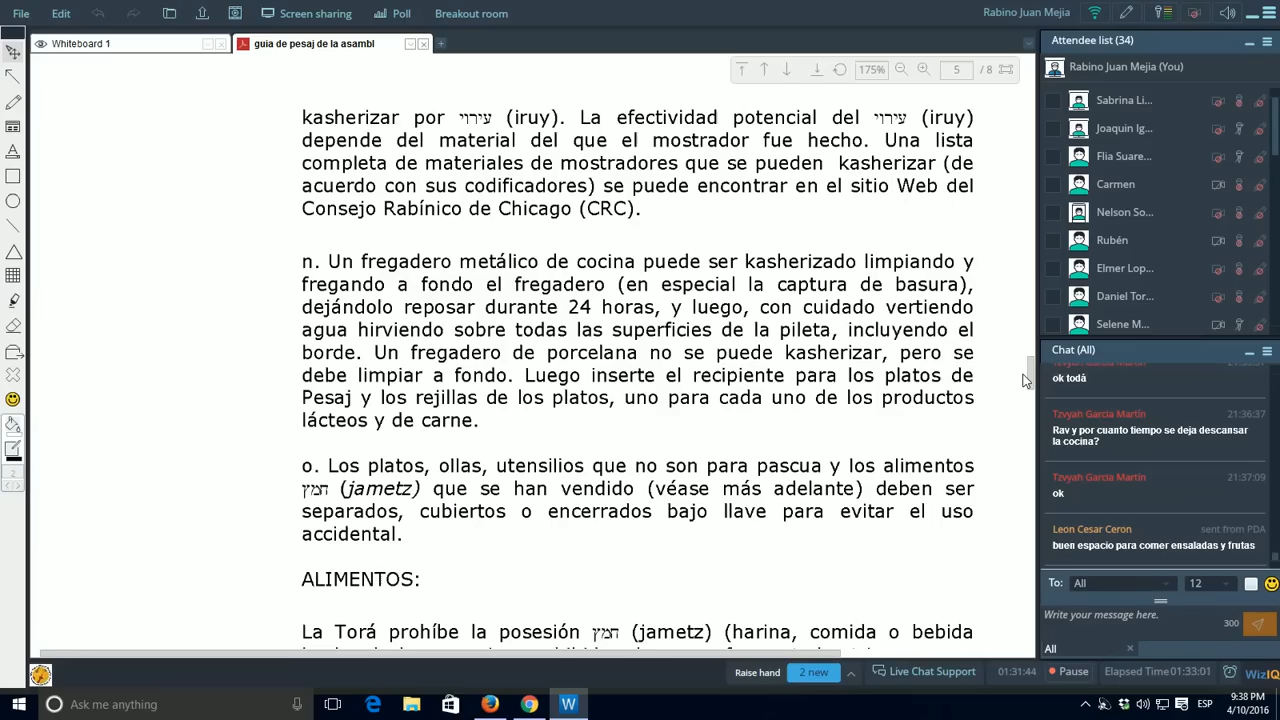 File Edit Screen sharing Poll Breakout room Rabino Juan Mejia
Whiteboard 1 guia de pesaj de la asambl
175% 5 / 8
kasherizar por עירוי (iruy). La efectividad potencial del עירוי (iruy)
depende del material del que el mostrador fue hecho. Una lista
completa de materiales de mostradores que se pueden kasherizar (de
acuerdo con sus codificadores) se puede encontrar en el sitio Web del
Consejo Rabínico de Chicago (CRC).
n. Un fregadero metálico de cocina puede ser kasherizado limpiando y
fregando a fondo el fregadero (en especial la captura de basura),
dejándolo reposar durante 24 horas, y luego, con cuidado vertiendo
agua hirviendo sobre todas las superficies de la pileta, incluyendo el
borde. Un fregadero de porcelana no se puede kasherizar, pero se
debe limpiar a fondo. Luego inserte el recipiente para los platos de
Pesaj y los rejillas de los platos, uno para cada uno de los productos
lácteos y de carne.
o. Los platos, ollas, utensilios que no son para pascua y los alimentos
חמץ (jametz) que se han vendido (véase más adelante) deben ser
separados, cubiertos o encerrados bajo llave para evitar el uso
accidental.
ALIMENTOS:
La Torá prohíbe la posesión חמץ (jametz) (harina, comida o bebida
Attendee list (34)
Rabino Juan Mejia (You)
Sabrina Li...
Joaquin Ig...
Flia Suare...
Carmen
Nelson So...
Rubén
Elmer Lop...
Daniel Tor...
Selene M...
Chat (All)
ok todá
Tzvyah Garcia Martín 21:36:37
Rav y por cuanto tiempo se deja descansar
la cocina?
Tzvyah Garcia Martín 21:37:09
ok
Leon Cesar Ceron sent from PDA
buen espacio para comer ensaladas y frutas
To: All 12
Write your message here.
300
All
Raise hand 2 new Live Chat Support 01:31:44 Pause Elapsed Time 01:33:01 WizIQ
Ask me anything
ESP
9:38 PM
4/10/2016